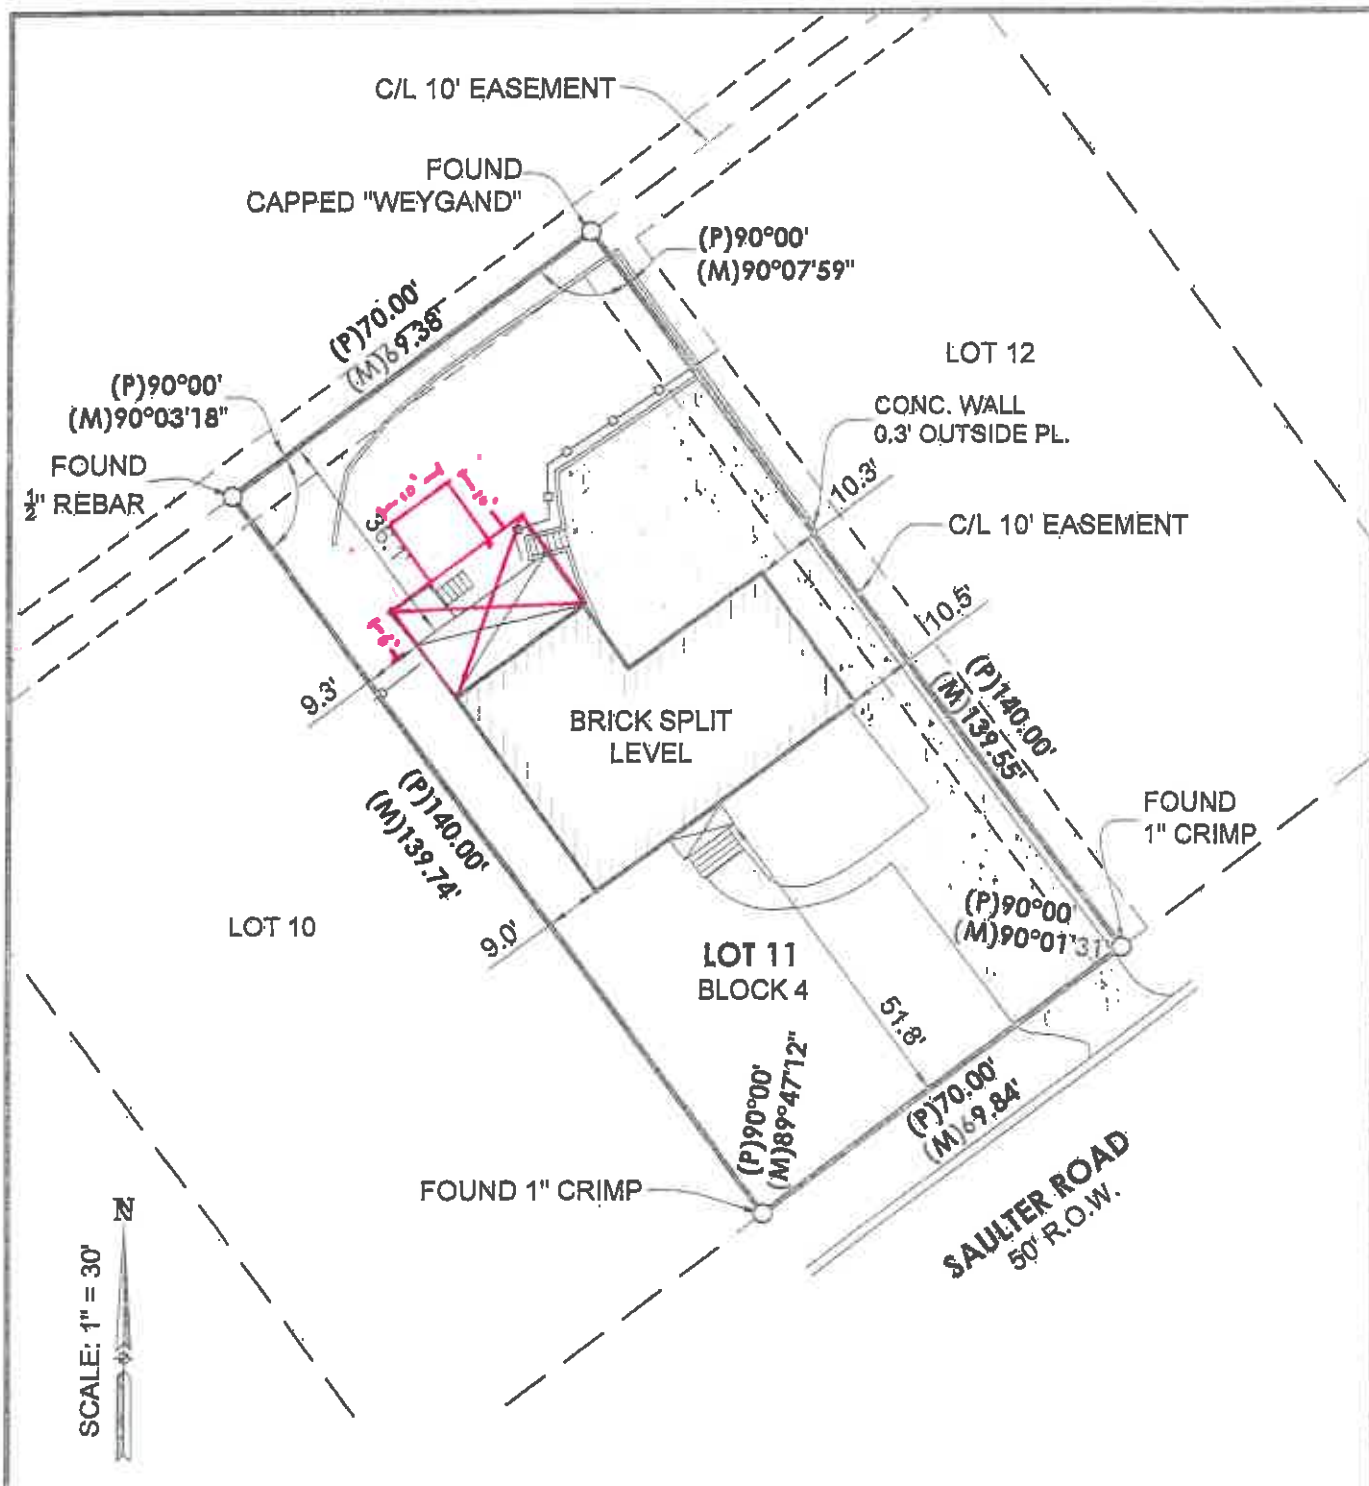 C/L 10' EASEMENT
FOUND
CAPPED "WEYGAND"
(P)90°00'
(M)90°07'59"
(P)70.00'
(M)69.38'
(P)90°00'
(M)90°03'18"
FOUND
½" REBAR
LOT 12
CONC. WALL
0.3' OUTSIDE PL.
10.3'
C/L 10' EASEMENT
10'
36.1'
6'
9.3'
10.5'
BRICK SPLIT
LEVEL
(P)140.00'
(M)139.55'
(P)140.00'
(M)139.74'
FOUND
1" CRIMP
LOT 10
9.0'
(P)90°00'
(M)90°01'31"
LOT 11
BLOCK 4
51.8'
(P)90°00'
(M)89°47'12"
(P)70.00'
(M)69.84'
FOUND 1" CRIMP
SAULTER ROAD
50' R.O.W.
N
SCALE: 1" = 30'